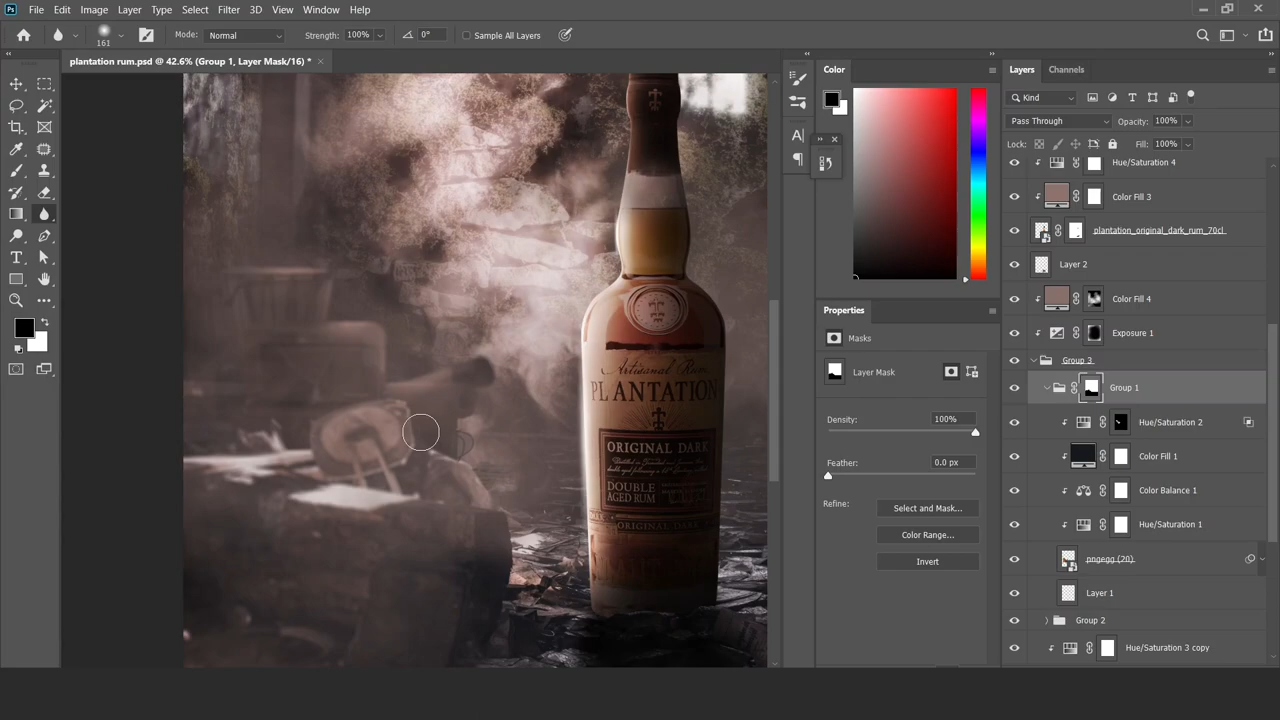 Ps File Edit Image Layer Type Select Filter 3D View Window Help
161 Mode: Normal Strength: 100% 0° Sample All Layers
plantation rum.psd @ 42.6% (Group 1, Layer Mask/16) * ×
Color
Properties
Masks
Layer Mask
Density: 100%
Feather: 0.0 px
Refine: Select and Mask...
Color Range...
Invert
Layers Channels
Kind
Pass Through Opacity: 100%
Lock: Fill: 100%
Hue/Saturation 4
Color Fill 3
plantation_original_dark_rum_70cl
Layer 2
Color Fill 4
Exposure 1
Group 3
Group 1
Hue/Saturation 2
Color Fill 1
Color Balance 1
Hue/Saturation 1
pngegg (20)
Layer 1
Group 2
Hue/Saturation 3 copy
Artisanal Rum
PLANTATION
ORIGINAL DARK
DOUBLE
AGED RUM
ORIGINAL DARK